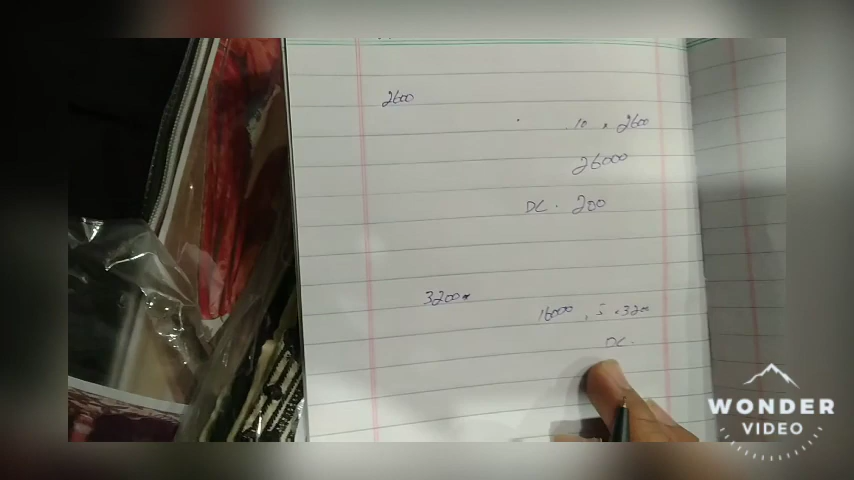 2600
10 × 2600
26000
DC. 200
3200
16000, 5 × 3200
DC.
WONDER
VIDEO